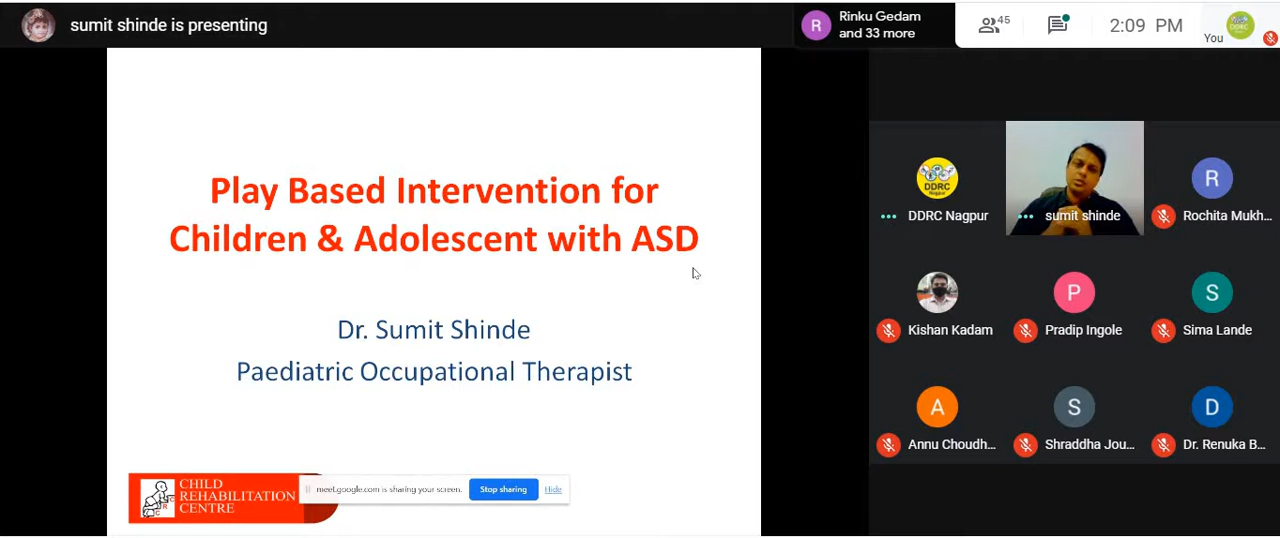 sumit shinde is presenting
R
Rinku Gedam
and 33 more
45
2:09 PM
You
Play Based Intervention for
Children & Adolescent with ASD
Dr. Sumit Shinde
Paediatric Occupational Therapist
CHILD
REHABILITATION
CENTRE
meet.google.com is sharing your screen.
Stop sharing
Hide
DDRC
Nagpur
DDRC Nagpur
sumit shinde
R
Rochita Mukh...
Kishan Kadam
P
Pradip Ingole
S
Sima Lande
A
Annu Choudh...
S
Shraddha Jou...
D
Dr. Renuka B...